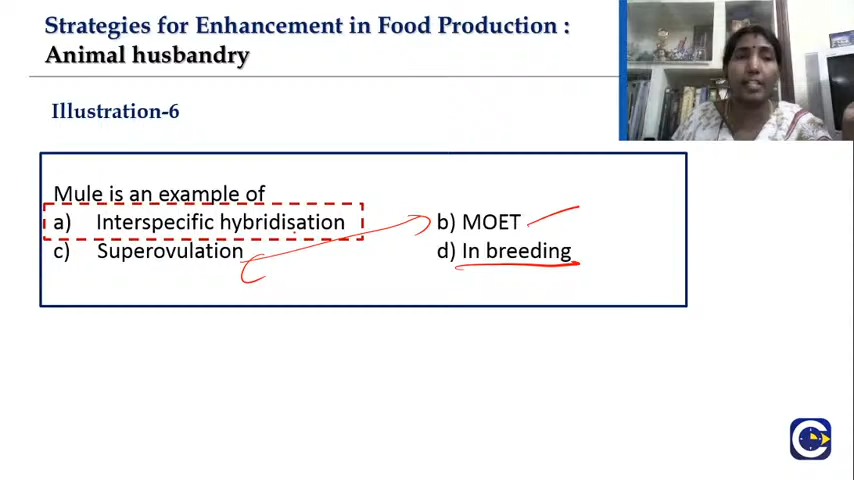 Strategies for Enhancement in Food Production :
Animal husbandry
Illustration-6
Mule is an example of
a) Interspecific hybridisation b) MOET
c) Superovulation d) In breeding